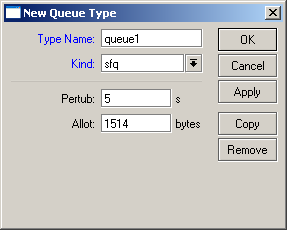 New Queue Type
Type Name: queue1 OK
Kind: sfq Cancel
Pertub: 5 s Apply
Allot: 1514 bytes Copy
Remove